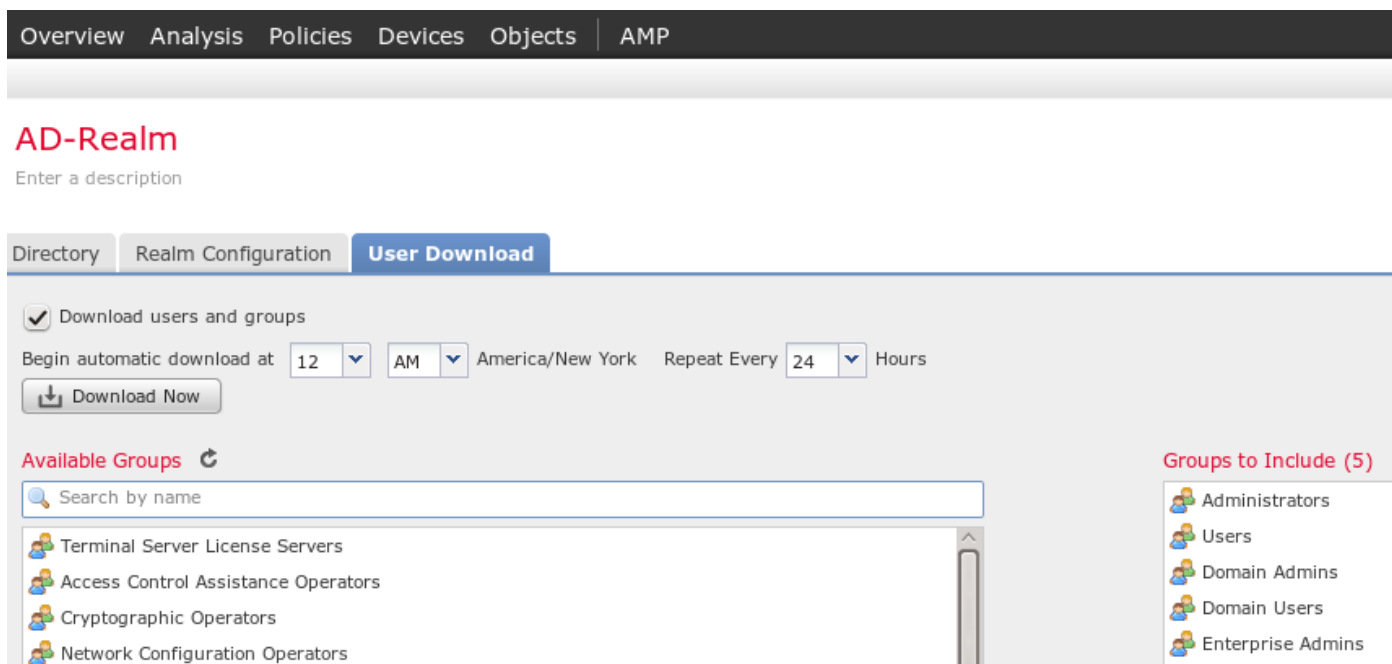 Overview Analysis Policies Devices Objects AMP
AD-Realm
Enter a description
Directory Realm Configuration User Download
Download users and groups
Begin automatic download at 12 AM America/New York Repeat Every 24 Hours
Download Now
Available Groups
Search by name
Terminal Server License Servers
Access Control Assistance Operators
Cryptographic Operators
Network Configuration Operators
Groups to Include (5)
Administrators
Users
Domain Admins
Domain Users
Enterprise Admins